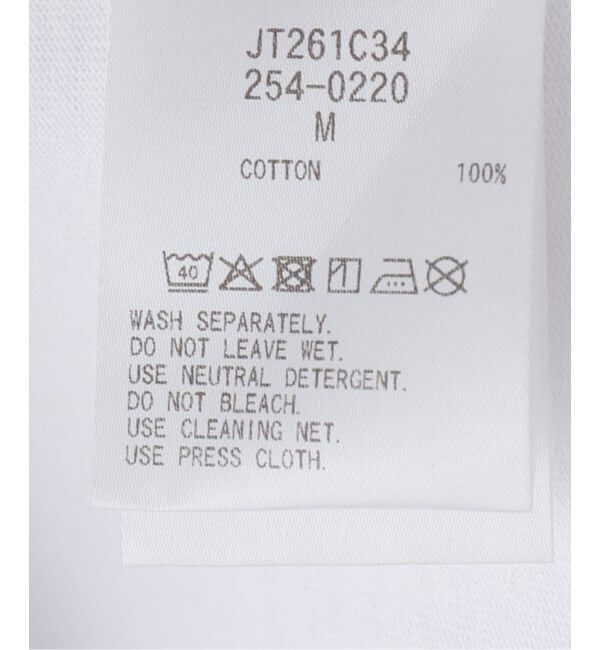 JT261C34
254-0220
M
COTTON 100%
40
WASH SEPARATELY.
DO NOT LEAVE WET.
USE NEUTRAL DETERGENT.
DO NOT BLEACH.
USE CLEANING NET.
USE PRESS CLOTH.